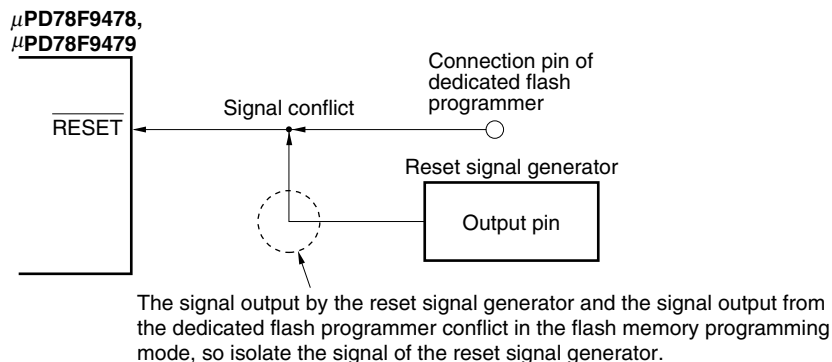 μPD78F9478,
μPD78F9479
Connection pin of
dedicated flash
programmer
Signal conflict
RESET
Reset signal generator
Output pin
The signal output by the reset signal generator and the signal output from
the dedicated flash programmer conflict in the flash memory programming
mode, so isolate the signal of the reset signal generator.